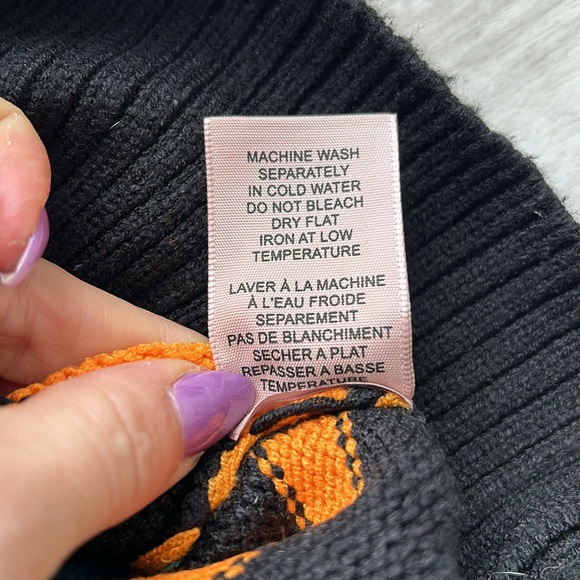 MACHINE WASH
SEPARATELY
IN COLD WATER
DO NOT BLEACH
DRY FLAT
IRON AT LOW
TEMPERATURE
LAVER À LA MACHINE
À L'EAU FROIDE
SEPAREMENT
PAS DE BLANCHIMENT
SECHER A PLAT
REPASSER A BASSE
TEMPERATURE